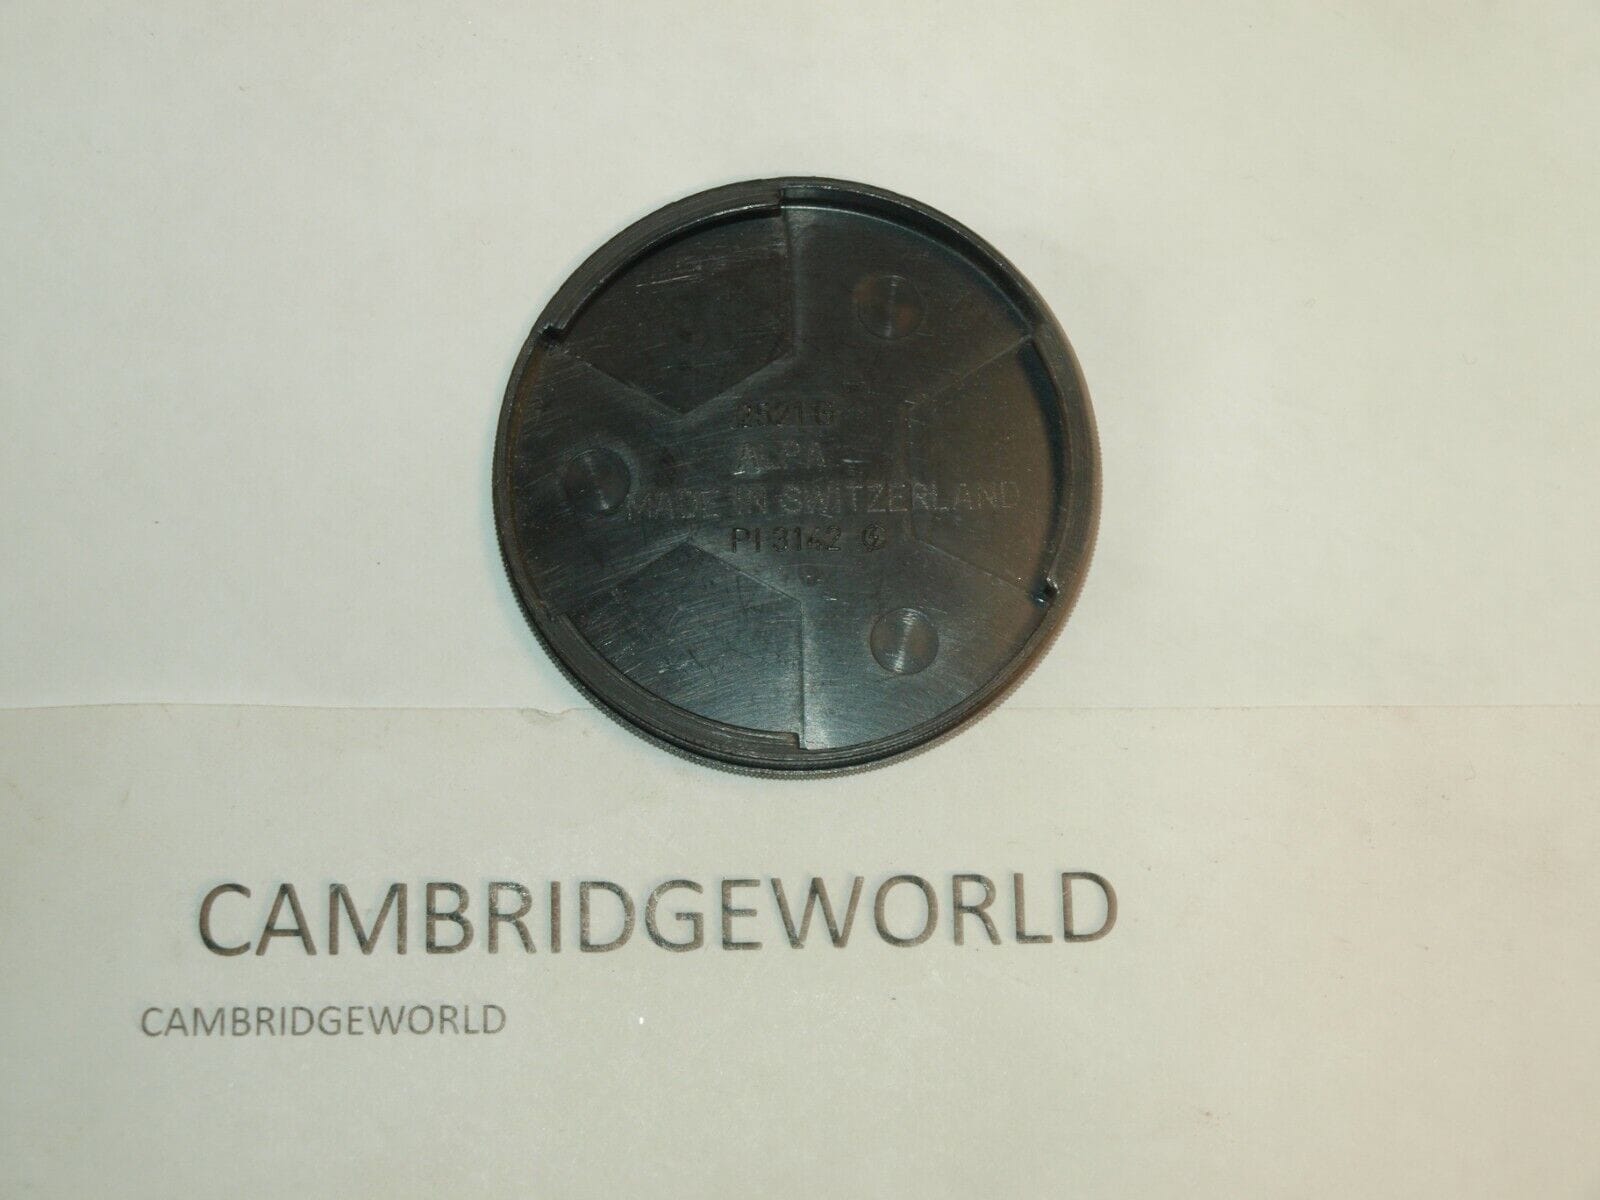 25216
ALPA
MADE IN SWITZERLAND
PI 3142
CAMBRIDGEWORLD
CAMBRIDGEWORLD